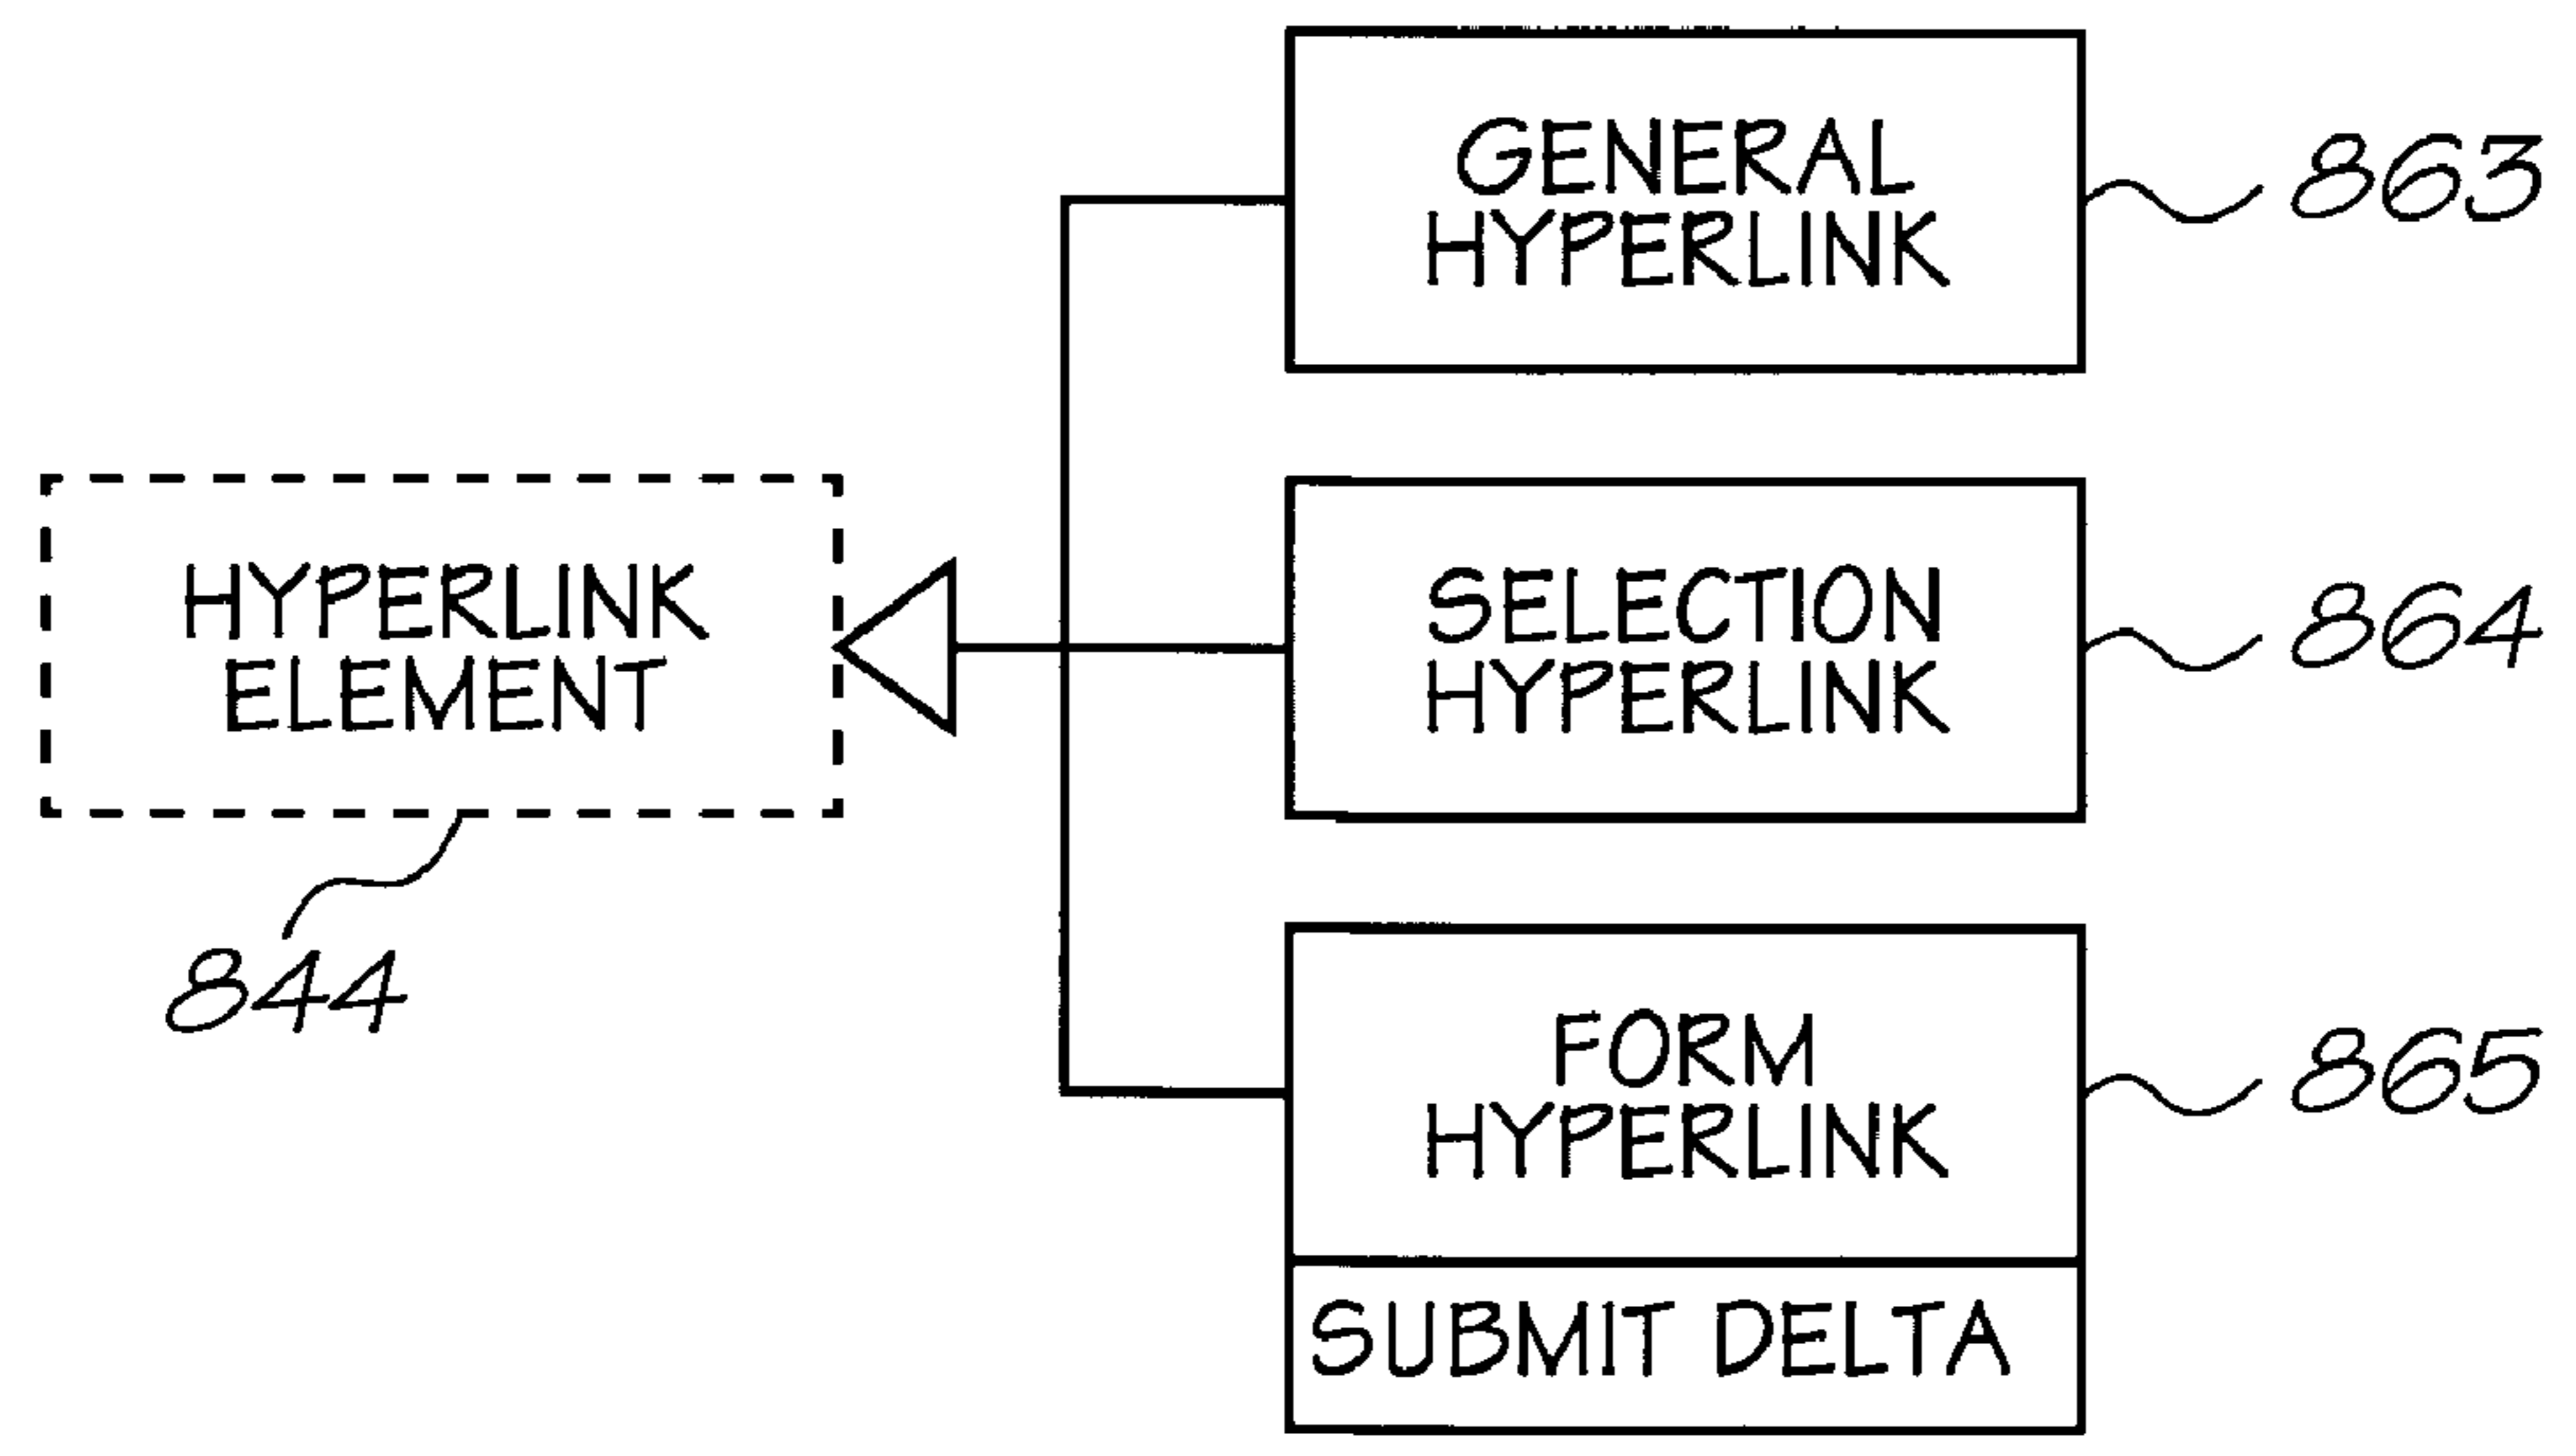 GENERAL
HYPERLINK
863
HYPERLINK
ELEMENT
844
SELECTION
HYPERLINK
864
FORM
HYPERLINK
865
SUBMIT DELTA